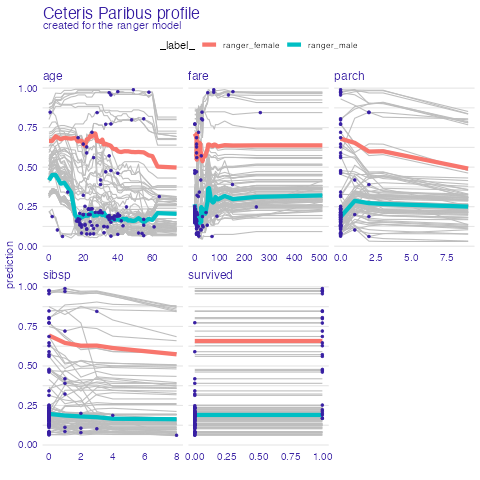 Ceteris Paribus profile
created for the ranger model
_label_ ranger_female ranger_male
age fare parch
1.00
0.75
0.50
0.25
0.00
0 20 40 60 0 100 200 300 400 500 0.0 2.5 5.0 7.5
prediction
sibsp survived
1.00
0.75
0.50
0.25
0.00
0 2 4 6 8 0.00 0.25 0.50 0.75 1.00